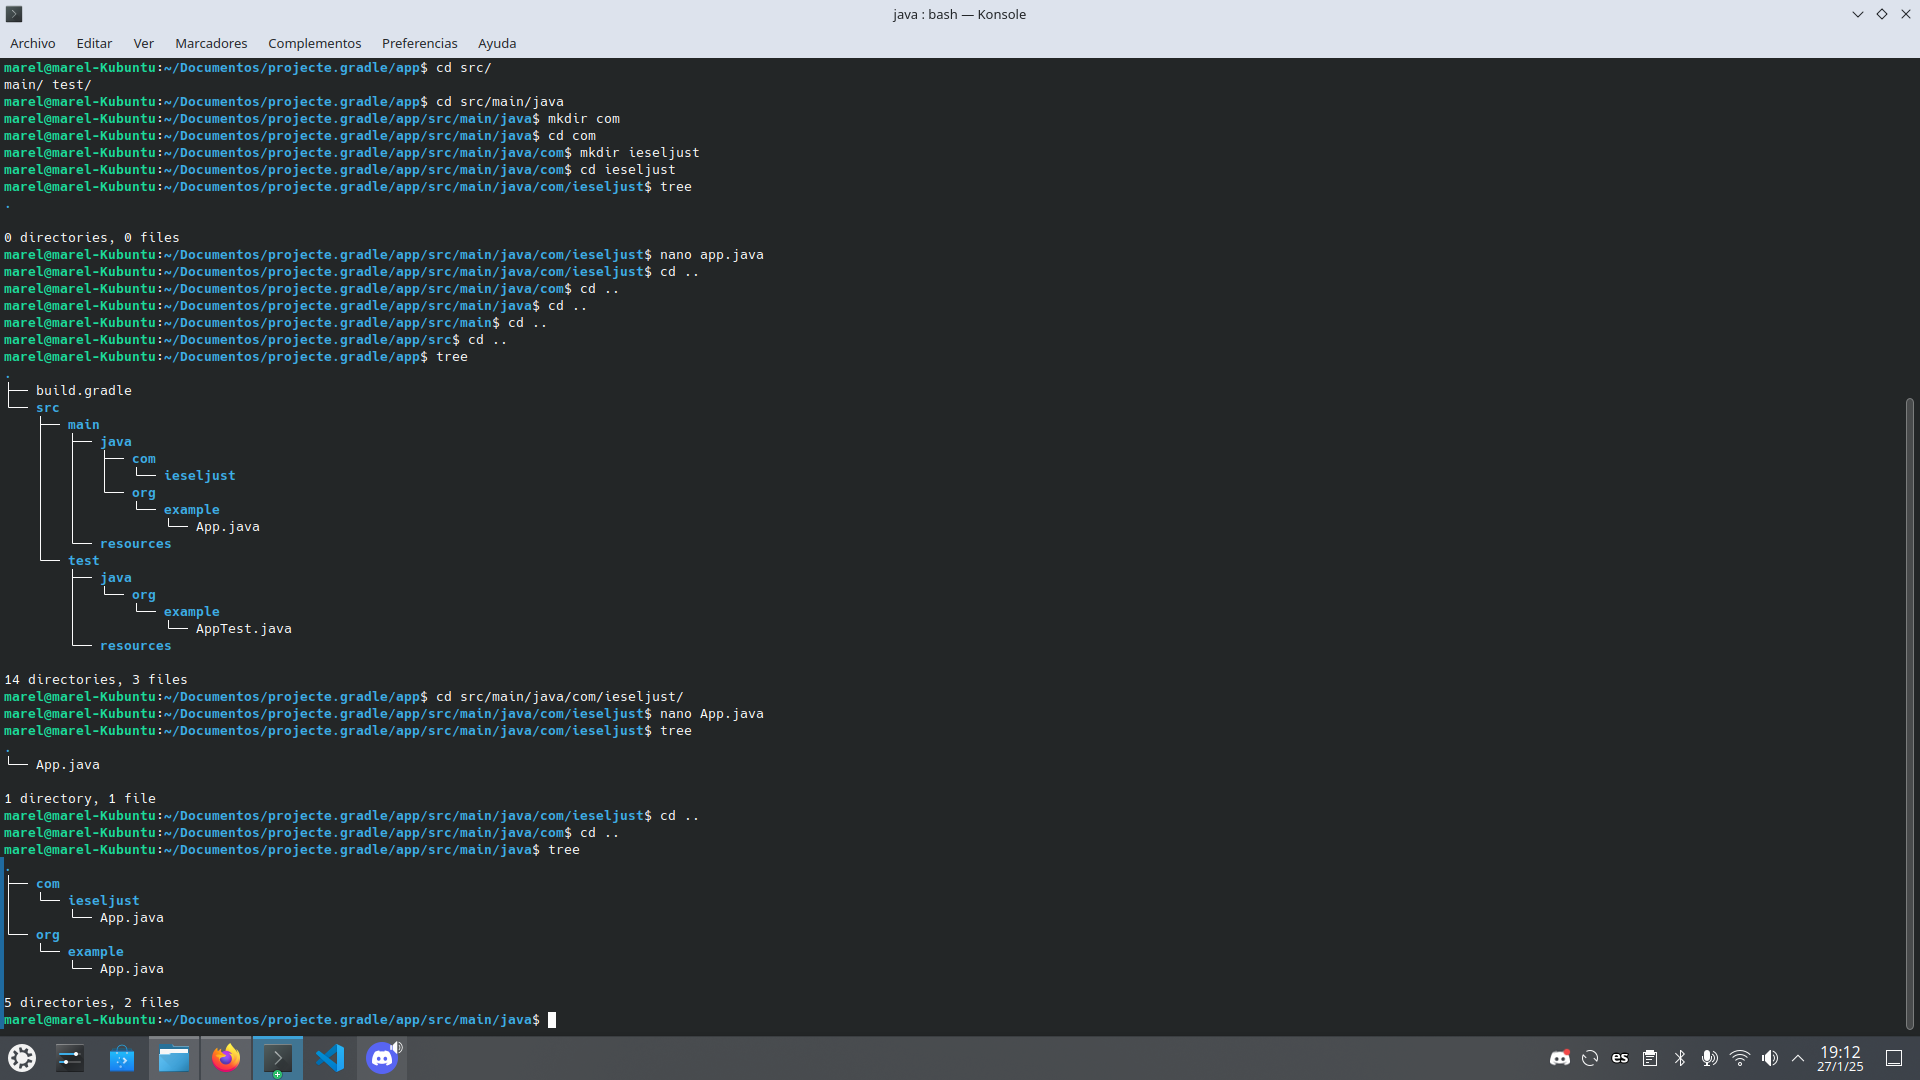 java : bash — Konsole
Archivo Editar Ver Marcadores Complementos Preferencias Ayuda
marel@marel-Kubuntu:~/Documentos/projecte.gradle/app$ cd src/
main/ test/
marel@marel-Kubuntu:~/Documentos/projecte.gradle/app$ cd src/main/java
marel@marel-Kubuntu:~/Documentos/projecte.gradle/app/src/main/java$ mkdir com
marel@marel-Kubuntu:~/Documentos/projecte.gradle/app/src/main/java$ cd com
marel@marel-Kubuntu:~/Documentos/projecte.gradle/app/src/main/java/com$ mkdir ieseljust
marel@marel-Kubuntu:~/Documentos/projecte.gradle/app/src/main/java/com$ cd ieseljust
marel@marel-Kubuntu:~/Documentos/projecte.gradle/app/src/main/java/com/ieseljust$ tree
.
0 directories, 0 files
marel@marel-Kubuntu:~/Documentos/projecte.gradle/app/src/main/java/com/ieseljust$ nano app.java
marel@marel-Kubuntu:~/Documentos/projecte.gradle/app/src/main/java/com/ieseljust$ cd ..
marel@marel-Kubuntu:~/Documentos/projecte.gradle/app/src/main/java/com$ cd ..
marel@marel-Kubuntu:~/Documentos/projecte.gradle/app/src/main/java$ cd ..
marel@marel-Kubuntu:~/Documentos/projecte.gradle/app/src/main$ cd ..
marel@marel-Kubuntu:~/Documentos/projecte.gradle/app/src$ cd ..
marel@marel-Kubuntu:~/Documentos/projecte.gradle/app$ tree
.
├── build.gradle
└── src
    ├── main
    │   ├── java
    │   │   ├── com
    │   │   │   └── ieseljust
    │   │   └── org
    │   │       └── example
    │   │           └── App.java
    │   └── resources
    └── test
        ├── java
        │   └── org
        │       └── example
        │           └── AppTest.java
        └── resources
14 directories, 3 files
marel@marel-Kubuntu:~/Documentos/projecte.gradle/app$ cd src/main/java/com/ieseljust/
marel@marel-Kubuntu:~/Documentos/projecte.gradle/app/src/main/java/com/ieseljust$ nano App.java
marel@marel-Kubuntu:~/Documentos/projecte.gradle/app/src/main/java/com/ieseljust$ tree
.
└── App.java
1 directory, 1 file
marel@marel-Kubuntu:~/Documentos/projecte.gradle/app/src/main/java/com/ieseljust$ cd ..
marel@marel-Kubuntu:~/Documentos/projecte.gradle/app/src/main/java/com$ cd ..
marel@marel-Kubuntu:~/Documentos/projecte.gradle/app/src/main/java$ tree
.
├── com
│   └── ieseljust
│       └── App.java
└── org
    └── example
        └── App.java
5 directories, 2 files
marel@marel-Kubuntu:~/Documentos/projecte.gradle/app/src/main/java$
es
19:12
27/1/25